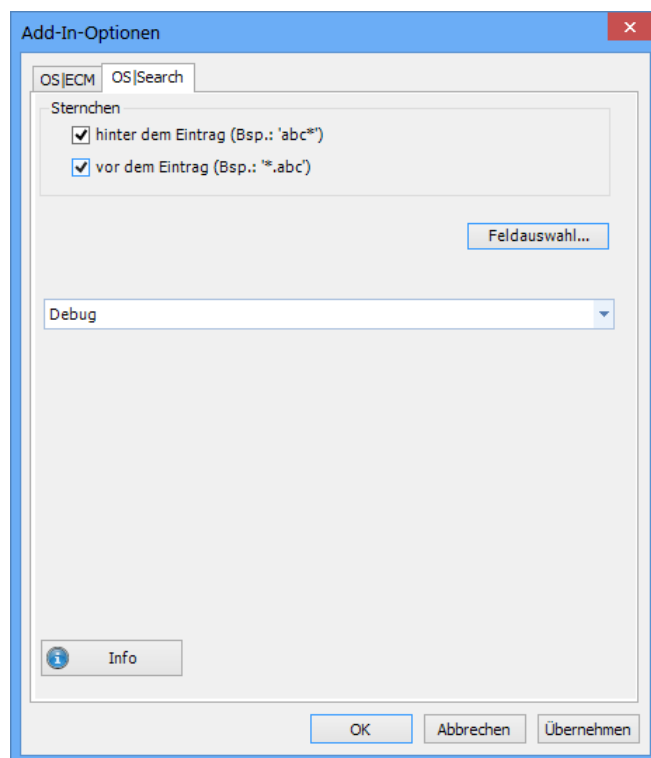 Add-In-Optionen
OS|ECM OS|Search
Sternchen
hinter dem Eintrag (Bsp.: 'abc*')
vor dem Eintrag (Bsp.: '*.abc')
Feldauswahl...
Debug
Info
OK Abbrechen Übernehmen